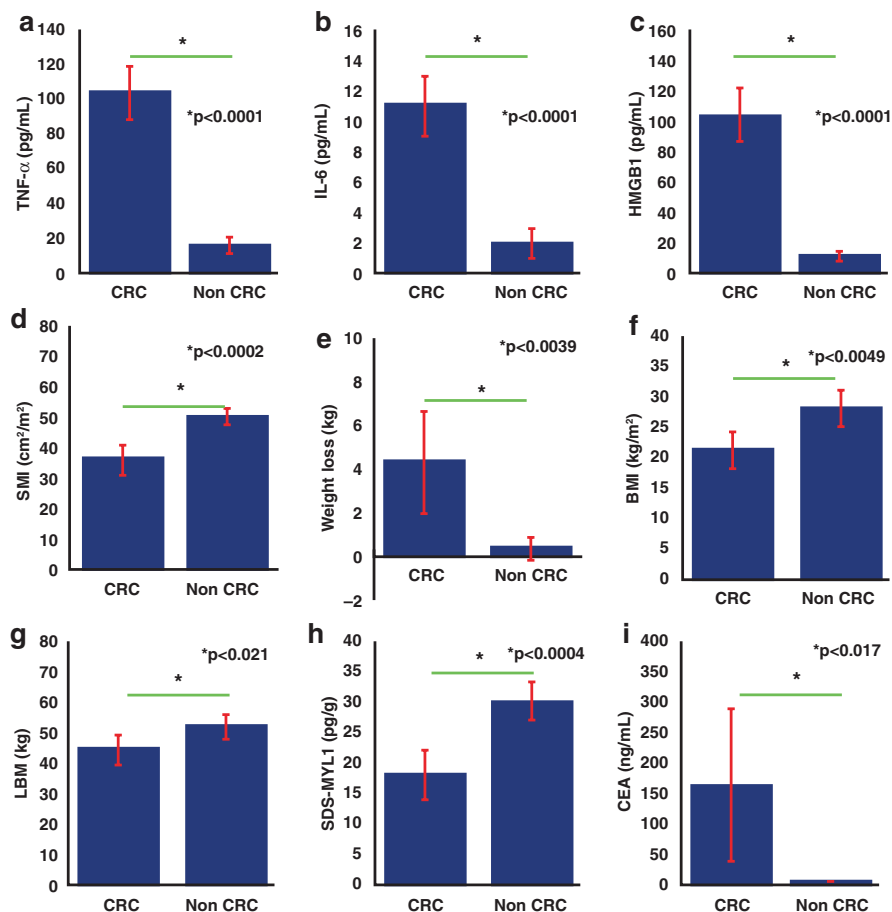 a
TNF-α (pg/mL)
140
120
100
80
60
40
20
0
*
*p<0.0001
CRC
Non CRC
b
IL-6 (pg/mL)
16
14
12
10
8
6
4
2
0
*
*p<0.0001
CRC
Non CRC
c
HMGB1 (pg/mL)
160
140
120
100
80
60
40
20
0
*
*p<0.0001
CRC
Non CRC
d
SMI (cm²/m²)
80
70
60
50
40
30
20
10
0
*p<0.0002
*
CRC
Non CRC
e
Weight loss (kg)
10
8
6
4
2
0
−2
*p<0.0039
*
CRC
Non CRC
f
BMI (kg/m²)
40
35
30
25
20
15
10
5
0
*p<0.0049
*
CRC
Non CRC
g
LBM (kg)
80
70
60
50
40
30
20
10
0
*p<0.021
*
CRC
Non CRC
h
SDS-MYL1 (pg/g)
40
35
30
25
20
15
10
5
0
*p<0.0004
*
CRC
Non CRC
i
CEA (ng/mL)
400
350
300
250
200
150
100
50
0
*p<0.017
*
CRC
Non CRC